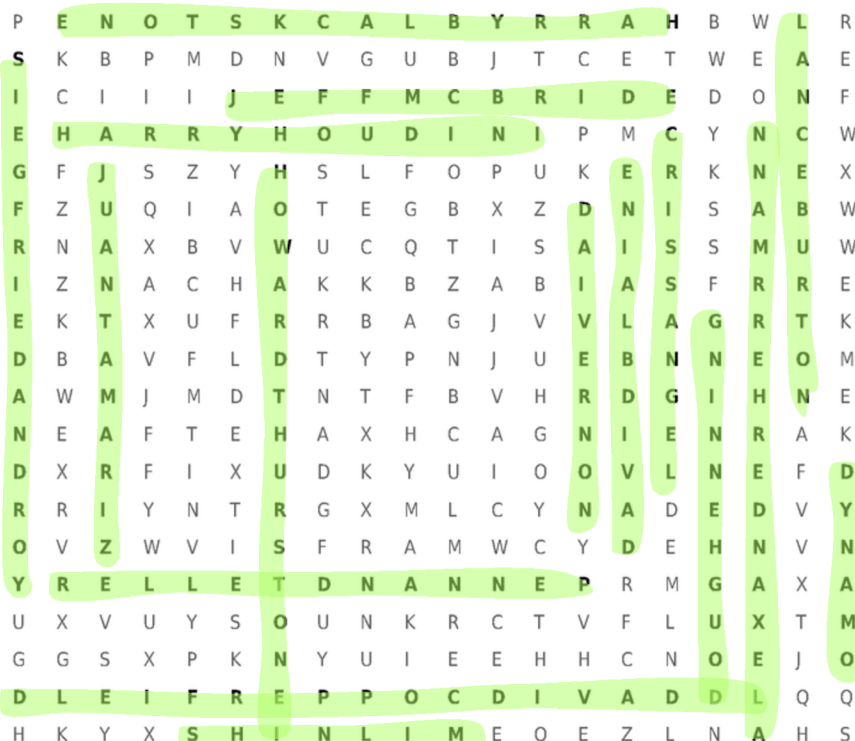 P E N O T S K C A L B Y R R A H B W L R
S K B P M D N V G U B J T C E T W E A E
I C I I I J E F F M C B R I D E D O N F
E H A R R Y H O U D I N I P M C Y N C W
G F J S Z Y H S L F O P U K E R K N E X
F Z U Q I A O T E G B X Z D N I S A B W
R N A X B V W U C Q T I S A I S S M U W
I Z N A C H A K K B Z A B I A S F R R E
E K T X U F R R B A G J V V L A G R T K
D B A V F L D T Y P N J U E B N N E O M
A W M J M D T N T F B V H R D G I H N E
N E A F T E H A X H C A G N I E N R A K
D X R F I X U D K Y U I O O V L N E F D
R R I Y N T R G X M L C Y N A D E D V Y
O V Z W V I S F R A M W C Y D E H N V N
Y R E L L E T D N A N N E P R M G A X A
U X V U Y S O U N K R C T V F L U X T M
G G S X P K N Y U I E E H H C N O E J O
D L E I F R E P P O C D I V A D D L Q Q
H K Y X S H I N L I M E O E Z L N A H S